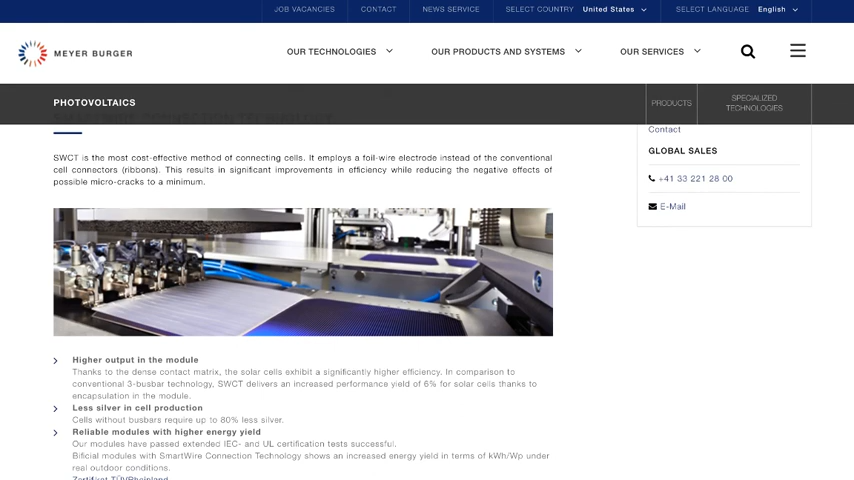 JOB VACANCIES
CONTACT
NEWS SERVICE
SELECT COUNTRY United States
SELECT LANGUAGE English
MEYER BURGER
OUR TECHNOLOGIES
OUR PRODUCTS AND SYSTEMS
OUR SERVICES
PHOTOVOLTAICS
PRODUCTS
SPECIALIZED
TECHNOLOGIES
SWCT is the most cost-effective method of connecting cells. It employs a foil-wire electrode instead of the conventional
cell connectors (ribbons). This results in significant improvements in efficiency while reducing the negative effects of
possible micro-cracks to a minimum.
Higher output in the module
Thanks to the dense contact matrix, the solar cells exhibit a significantly higher efficiency. In comparison to
conventional 3-busbar technology, SWCT delivers an increased performance yield of 6% for solar cells thanks to
encapsulation in the module.
Less silver in cell production
Cells without busbars require up to 80% less silver.
Reliable modules with higher energy yield
Our modules have passed extended IEC- and UL certification tests successful.
Bificial modules with SmartWire Connection Technology shows an increased energy yield in terms of kWh/Wp under
real outdoor conditions.
Zertifikat TÜVRheinland
Contact
GLOBAL SALES
+41 33 221 28 00
E-Mail